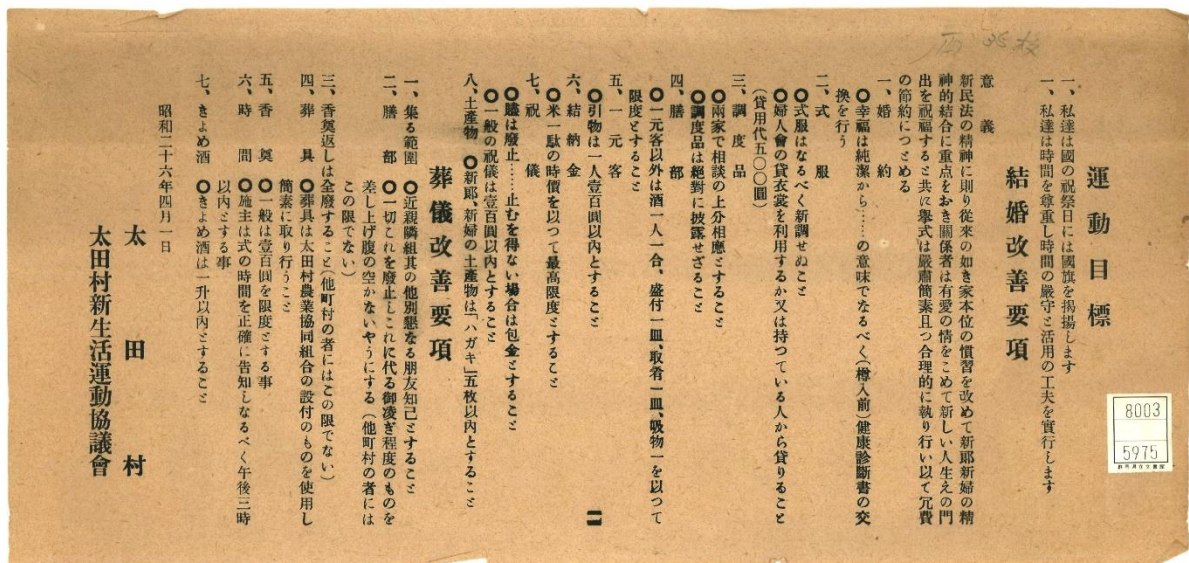 運動目標
一、私達は國の祝祭日には國旗を掲揚します
一、私達は時間を尊重し時間の嚴守と活用の工夫を實行します
結婚改善要項
意義
新民法の精神に則り從來の如き家本位の慣習を改めて新郎新婦の精
神的結合に重点をおき關係者は有愛の情をこめて新しい人生えの門
出を祝福すると共に擧式は嚴肅簡素且つ合理的に執り行い以て冗費
の節約につとめる
一、婚約
○幸福は純潔から……の意味でなるべく(樽入前)健康診斷書の交
換を行う
二、式服
○式服はなるべく新調せぬこと
○婦人會の貸衣裳を利用するか又は持つている人から貸りること
(貸用代五〇〇圓)
三、調度品
○兩家で相談の上分相應とすること
○調度品は絕對に披露せざること
四、膳部
○一元客以外は酒一人一合、盛付一皿、取肴一皿、吸物一を以つて
限度とすること
五、一元客
○引物は一人壹百圓以内とすること
六、結納金
○米一駄の時價を以つて最高限度とすること
七、祝儀
○膳は廢止……止むを得ない場合は包金とすること
○一般の祝儀は壹百圓以内とすること
八、土產物 ○新郎、新婦の土產物は「ハガキ」五枚以内とすること
葬儀改善要項
一、集る範圍 ○近親隣組其の他別懇なる朋友知己とすること
二、膳部 ○一切これを廢止しこれに代る御凌ぎ程度のものを
差し上げ腹の空かないやうにする(他町村の者には
この限でない)
三、香奠返しは全廢すること(他町村の者にはこの限でない)
四、葬具 ○葬具は太田村農業協同組合の設付のものを使用し
簡素に取り行うこと
五、香奠 ○一般は壹百圓を限度とする事
六、時間 ○施主は式の時間を正確に告知しなるべく午後三時
以内とする事
七、きよめ酒 ○きよめ酒は一升以内とすること
昭和二十六年四月一日
太田村
太田村新生活運動協議會
8003
5975